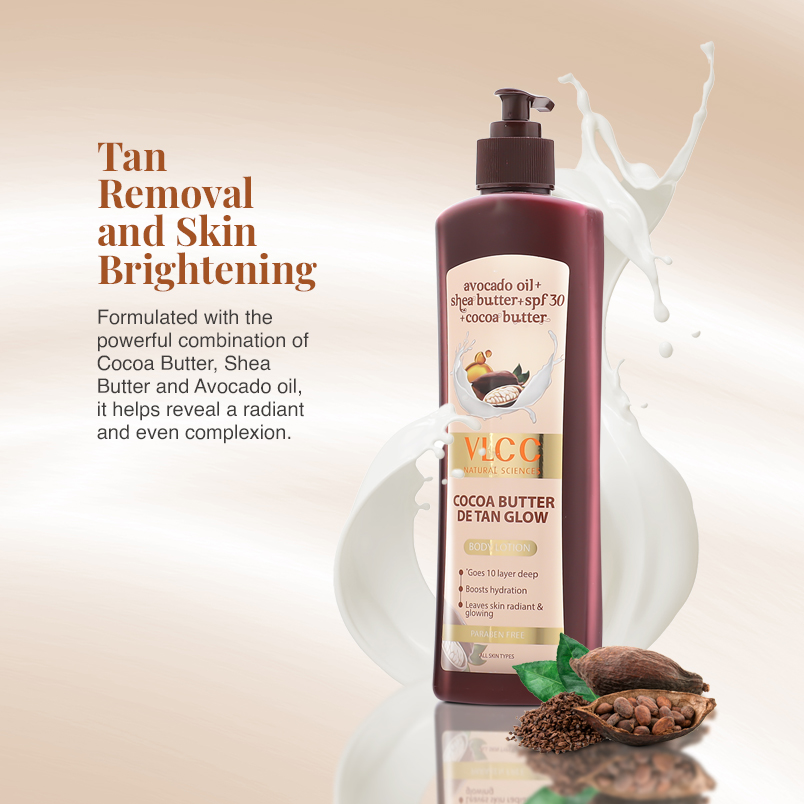 Tan
Removal
and Skin
Brightening
Formulated with the
powerful combination of
Cocoa Butter, Shea
Butter and Avocado oil,
it helps reveal a radiant
and even complexion.
avocado oil+
shea butter+spf 30
+cocoa butter
VLCC
NATURAL SCIENCES
COCOA BUTTER
DE TAN GLOW
BODY LOTION
*Goes 10 layer deep
Boosts hydration
Leaves skin radiant &
glowing
PARABEN FREE
ALL SKIN TYPES